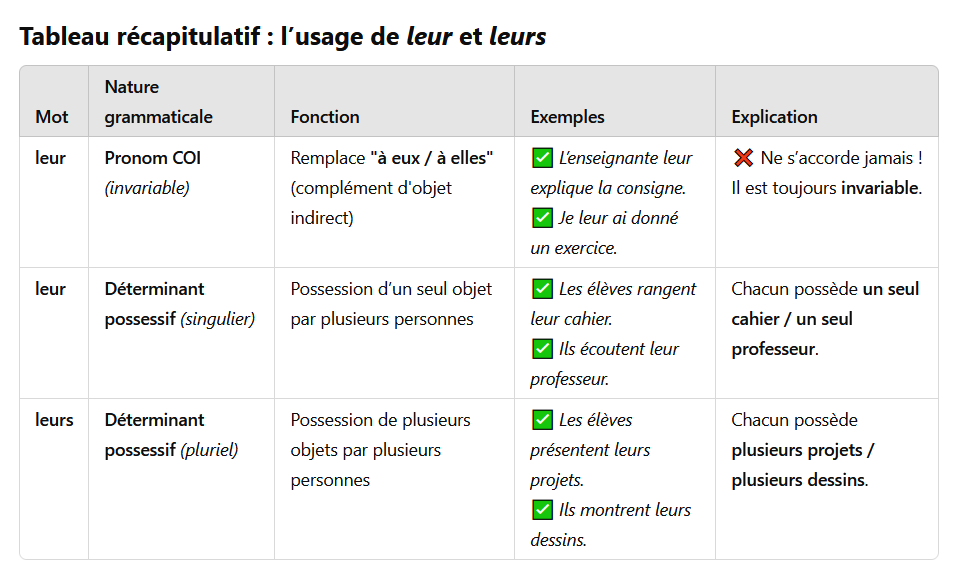 Tableau récapitulatif : l’usage de leur et leurs
Mot
Nature
grammaticale
Fonction
Exemples
Explication
leur
Pronom COI
(invariable)
Remplace "à eux / à elles"
(complément d'objet
indirect)
✅ L’enseignante leur
explique la consigne.
✅ Je leur ai donné
un exercice.
❌ Ne s’accorde jamais !
Il est toujours invariable.
leur
Déterminant
possessif (singulier)
Possession d’un seul objet
par plusieurs personnes
✅ Les élèves rangent
leur cahier.
✅ Ils écoutent leur
professeur.
Chacun possède un seul
cahier / un seul
professeur.
leurs
Déterminant
possessif (pluriel)
Possession de plusieurs
objets par plusieurs
personnes
✅ Les élèves
présentent leurs
projets.
✅ Ils montrent leurs
dessins.
Chacun possède
plusieurs projets /
plusieurs dessins.